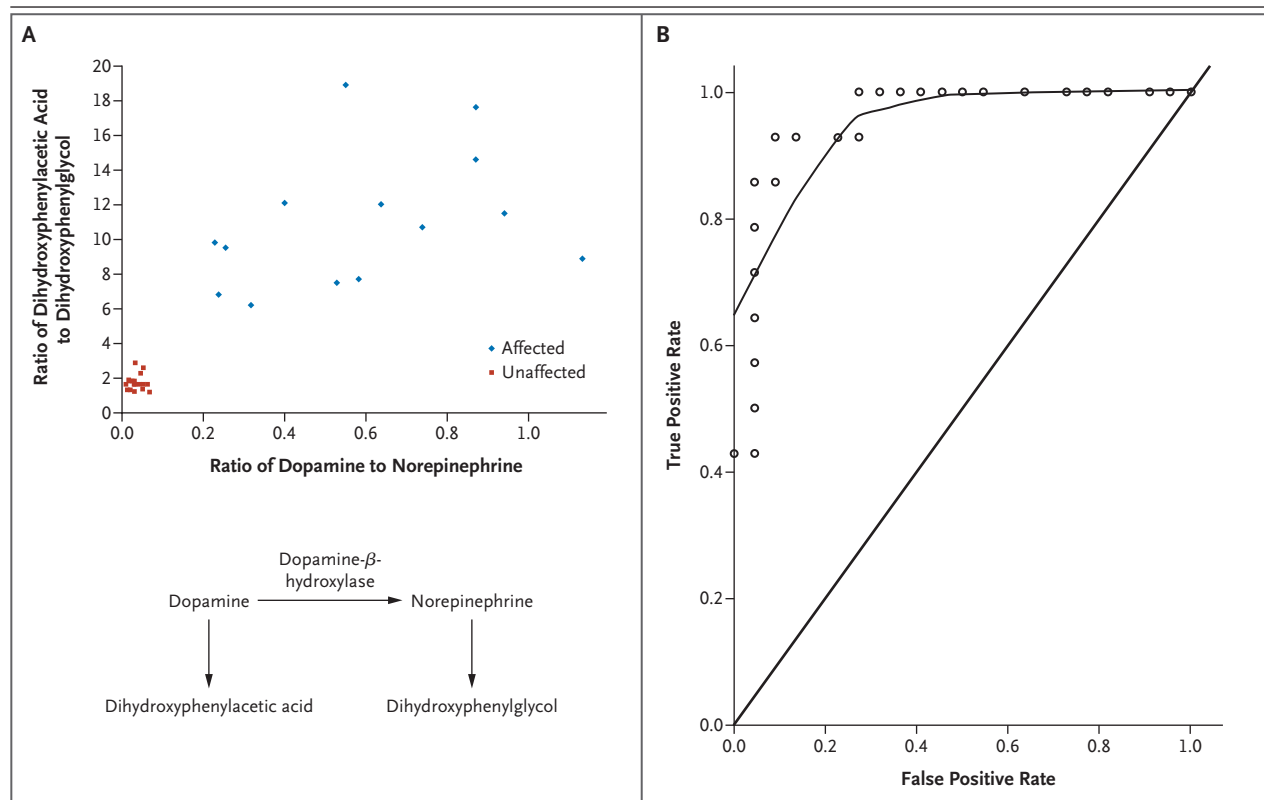 A
20
18
16
14
12
10
8
6
4
2
0
Ratio of Dihydroxyphenylacetic Acid
to Dihydroxyphenylglycol
Affected
Unaffected
0.0 0.2 0.4 0.6 0.8 1.0
Ratio of Dopamine to Norepinephrine
Dopamine-β-
hydroxylase
Dopamine Norepinephrine
Dihydroxyphenylacetic acid Dihydroxyphenylglycol
B
1.0
0.8
0.6
0.4
0.2
0.0
True Positive Rate
0.0 0.2 0.4 0.6 0.8 1.0
False Positive Rate